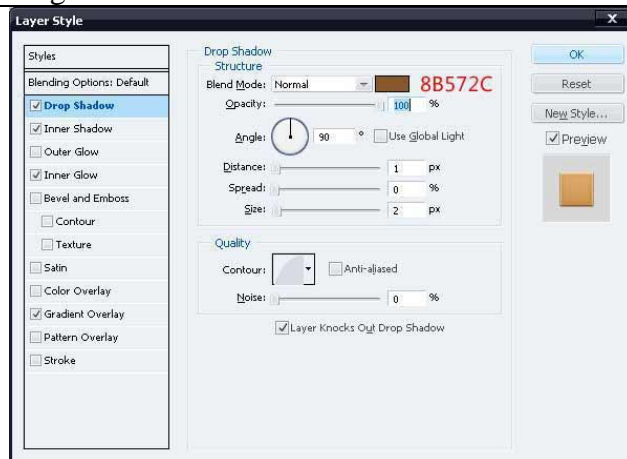 Layer Style
X
Styles
Blending Options: Default
Drop Shadow
Inner Shadow
Outer Glow
Inner Glow
Bevel and Emboss
Contour
Texture
Satin
Color Overlay
Gradient Overlay
Pattern Overlay
Stroke
Drop Shadow
Structure
Blend Mode: Normal 8B572C
Opacity: 100 %
Angle: 90 ° Use Global Light
Distance: 1 px
Spread: 0 %
Size: 2 px
Quality
Contour: Anti-aliased
Noise: 0 %
Layer Knocks Out Drop Shadow
OK
Reset
New Style...
Preview